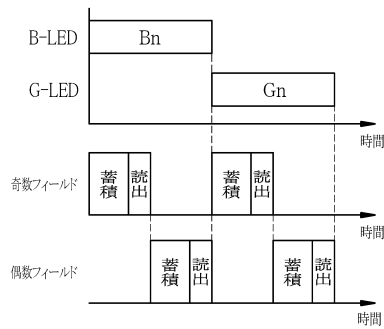 B-LED
Bn
G-LED
Gn
時間
奇数フィールド
蓄積
読出
蓄積
読出
時間
偶数フィールド
蓄積
読出
蓄積
読出
時間